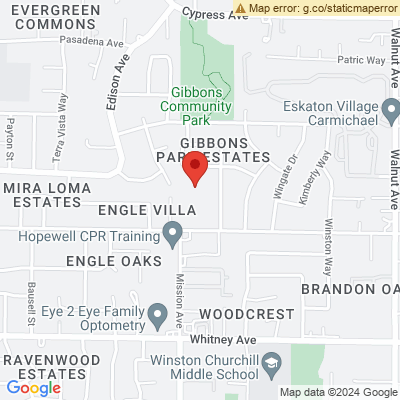 EVERGREEN
COMMONS
Cypress Ave
Map error: g.co/staticmaperror
Pasadena Ave
Edison Ave
Patric Way
Walnut Ave
Gibbons
Community
Park
Eskaton Village
Carmichael
Terra Vista Way
Payton St
GIBBONS
PARK ESTATES
Wingate Dr
Kimberly Way
Walnut Ave
MIRA LOMA
ESTATES
ENGLE VILLA
Hopewell CPR Training
Winston Way
ENGLE OAKS
Mission Ave
Bausell St
BRANDON OA
Eye 2 Eye Family
Optometry
WOODCREST
Whitney Ave
RAVENWOOD
ESTATES
Winston Churchill
Middle School
Google
Map data ©2024 Google